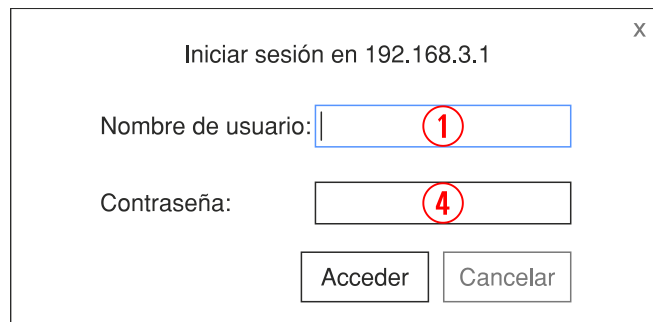 x
Iniciar sesión en 192.168.3.1
Nombre de usuario: 1
Contraseña: 4
Acceder Cancelar